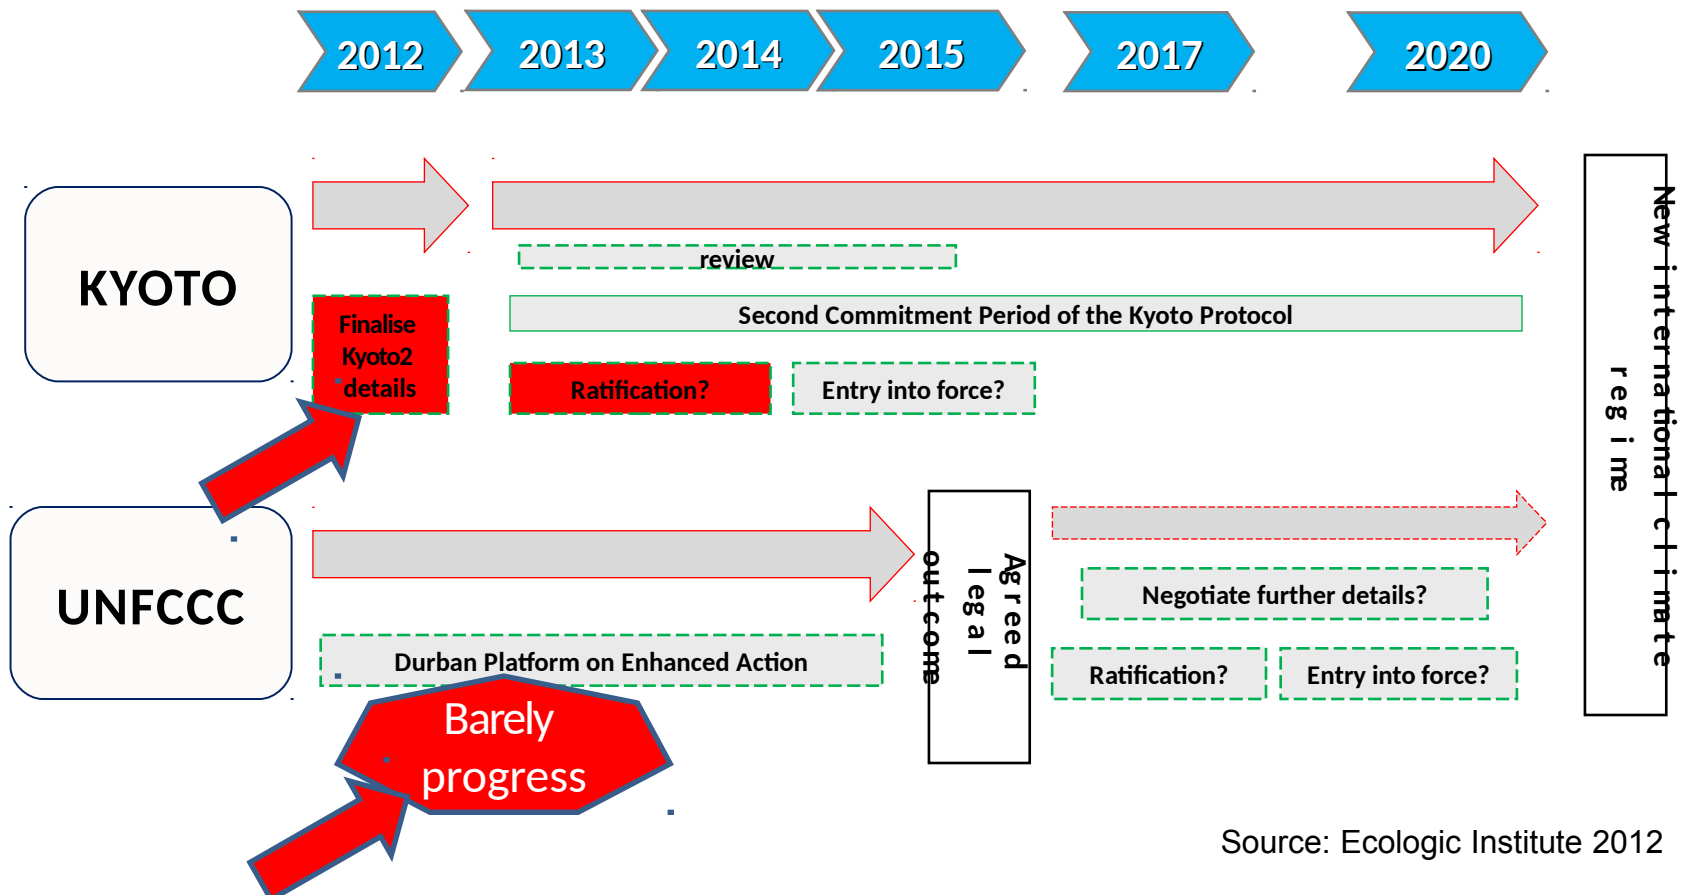 2012
2013
2014
2015
2017
2020
KYOTO
review
Second Commitment Period of the Kyoto Protocol
Finalise
Kyoto2
details
Ratification?
Entry into force?
UNFCCC
Durban Platform on Enhanced Action
Barely
progress
Agreed
legal
outcome
Negotiate further details?
Ratification?
Entry into force?
New international climate
regime
Source: Ecologic Institute 2012